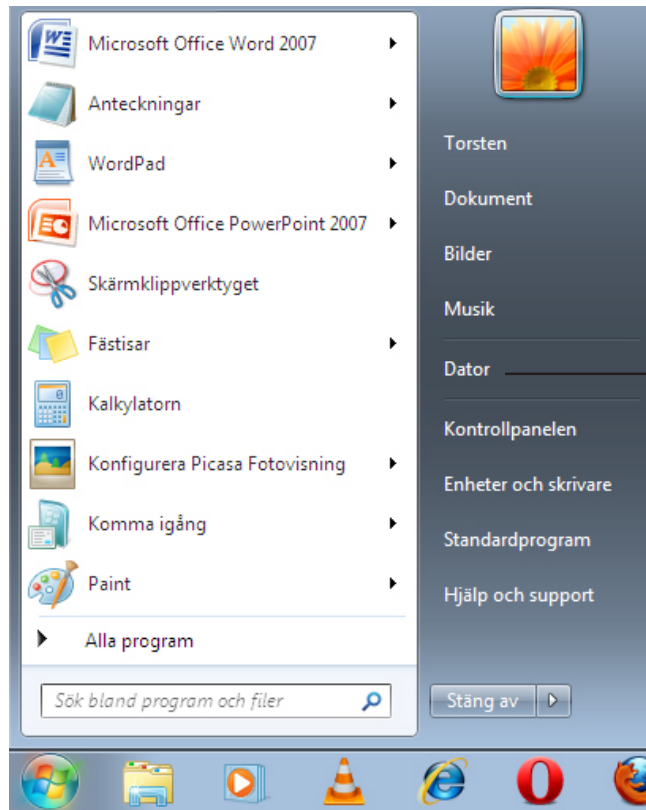 Microsoft Office Word 2007
Anteckningar
WordPad
Microsoft Office PowerPoint 2007
Skärmklippverktyget
Fästisar
Kalkylatorn
Konfigurera Picasa Fotovisning
Komma igång
Paint
Alla program
Sök bland program och filer
Torsten
Dokument
Bilder
Musik
Dator
Kontrollpanelen
Enheter och skrivare
Standardprogram
Hjälp och support
Stäng av